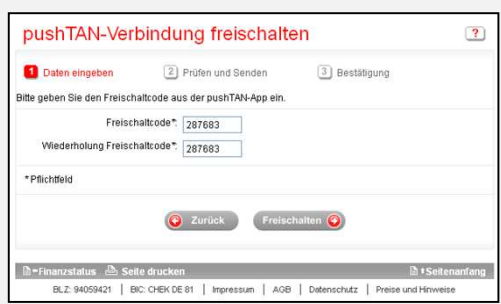 pushTAN-Verbindung freischalten ?
1 Daten eingeben 2 Prüfen und Senden 3 Bestätigung
Bitte geben Sie den Freischaltcode aus der pushTAN-App ein.
Freischaltcode*: 287683
Wiederholung Freischaltcode*: 287683
* Pflichtfeld
Zurück Freischalten
Finanzstatus Seite drucken Seitenanfang
BLZ: 94059421 | BIC: CHEK DE 81 | Impressum | AGB | Datenschutz | Preise und Hinweise